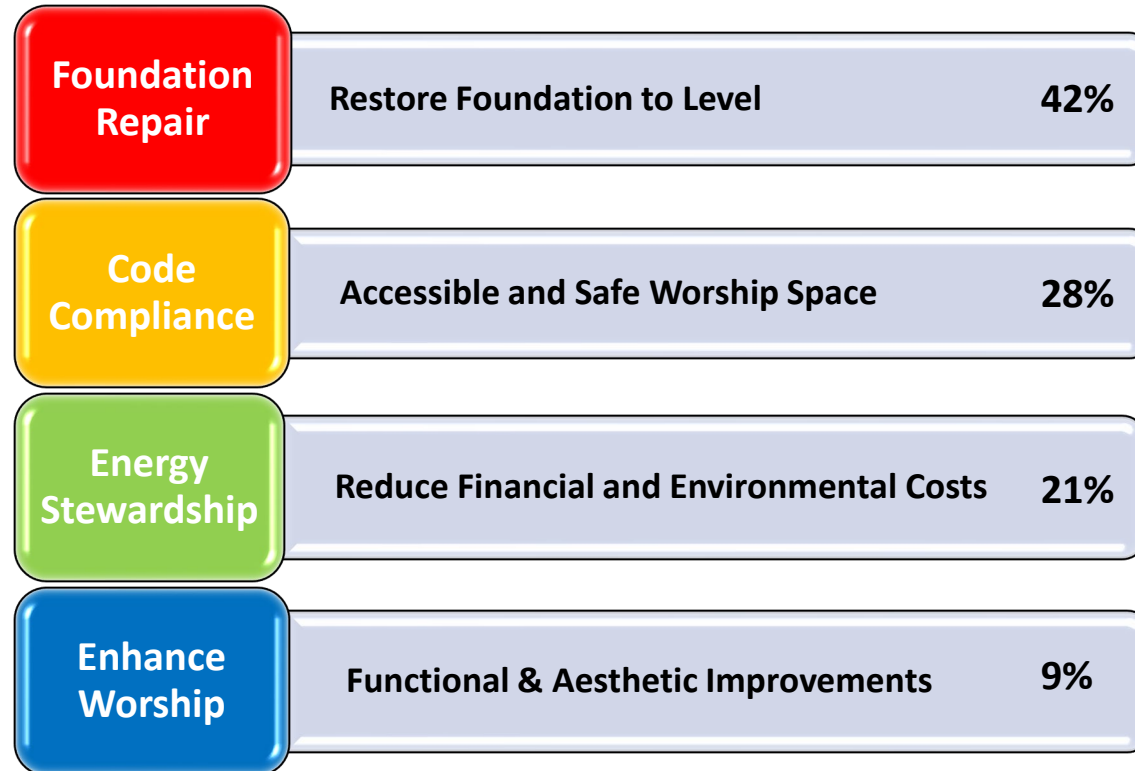 Foundation
Repair
Restore Foundation to Level
42%
Code
Compliance
Accessible and Safe Worship Space
28%
Energy
Stewardship
Reduce Financial and Environmental Costs
21%
Enhance
Worship
Functional & Aesthetic Improvements
9%